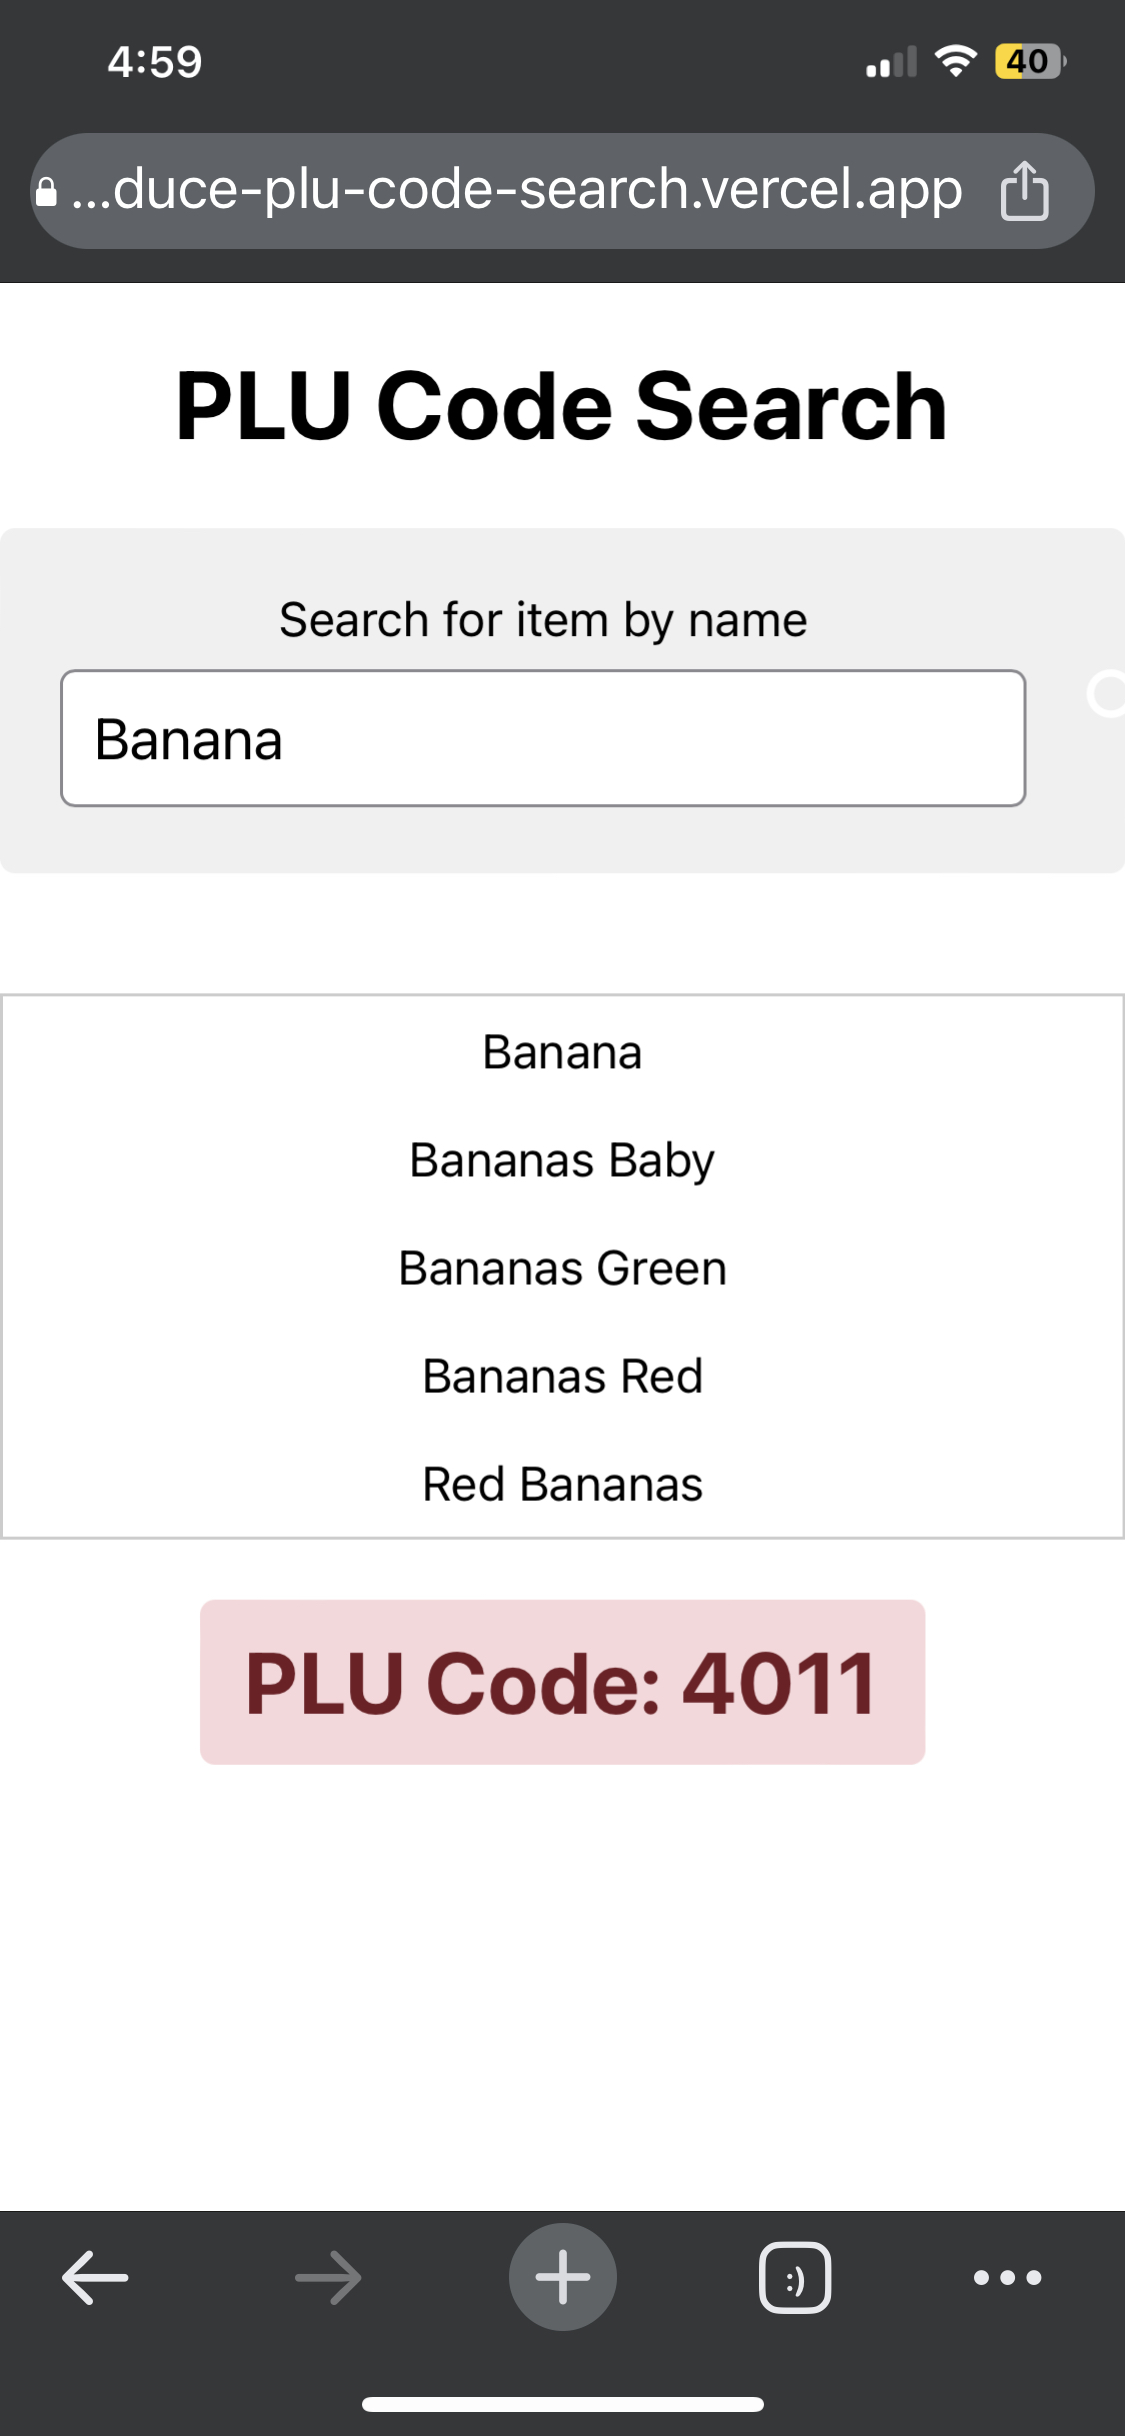 4:59
40
...duce-plu-code-search.vercel.app
PLU Code Search
Search for item by name
Banana
Banana
Bananas Baby
Bananas Green
Bananas Red
Red Bananas
PLU Code: 4011
:)